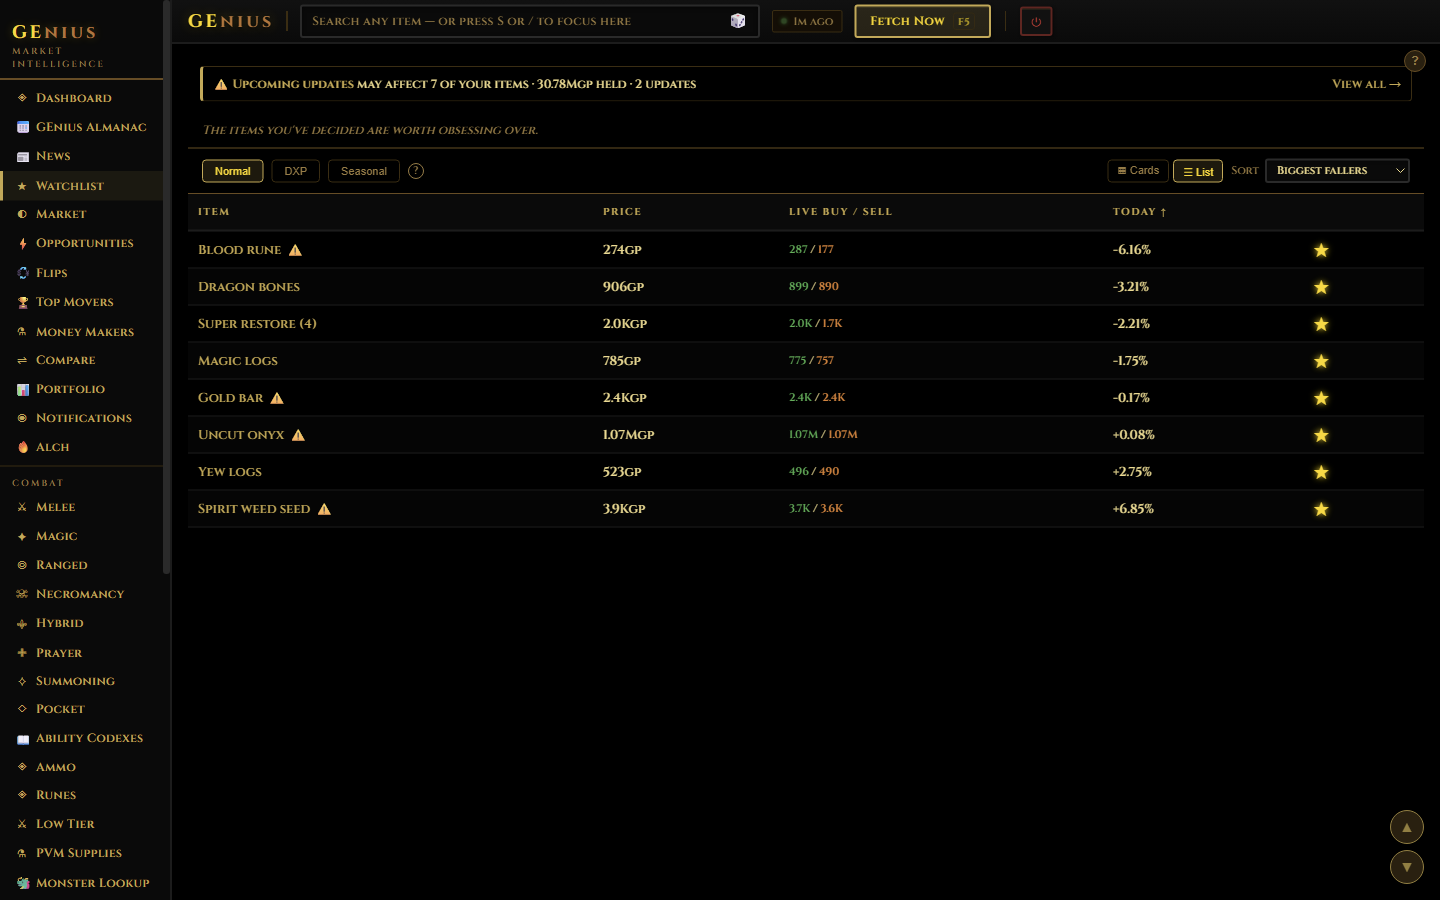 GENIUS
MARKET
INTELLIGENCE
DASHBOARD
GENIUS ALMANAC
NEWS
WATCHLIST
MARKET
OPPORTUNITIES
FLIPS
TOP MOVERS
MONEY MAKERS
COMPARE
PORTFOLIO
NOTIFICATIONS
ALCH
COMBAT
MELEE
MAGIC
RANGED
NECROMANCY
HYBRID
PRAYER
SUMMONING
POCKET
ABILITY CODEXES
AMMO
RUNES
LOW TIER
PVM SUPPLIES
MONSTER LOOKUP
GENIUS
SEARCH ANY ITEM — OR PRESS S OR / TO FOCUS HERE
1M AGO
FETCH NOW F5
?
UPCOMING UPDATES MAY AFFECT 7 OF YOUR ITEMS · 30.78MGP HELD · 2 UPDATES
VIEW ALL →
THE ITEMS YOU'VE DECIDED ARE WORTH OBSESSING OVER.
Normal DXP Seasonal ?
Cards List SORT BIGGEST FALLERS
ITEM PRICE LIVE BUY / SELL TODAY ↑
BLOOD RUNE 274GP 287 / 177 -6.16%
DRAGON BONES 906GP 899 / 890 -3.21%
SUPER RESTORE (4) 2.0KGP 2.0K / 1.7K -2.21%
MAGIC LOGS 785GP 775 / 757 -1.75%
GOLD BAR 2.4KGP 2.4K / 2.4K -0.17%
UNCUT ONYX 1.07MGP 1.07M / 1.07M +0.08%
YEW LOGS 523GP 496 / 490 +2.75%
SPIRIT WEED SEED 3.9KGP 3.7K / 3.6K +6.85%